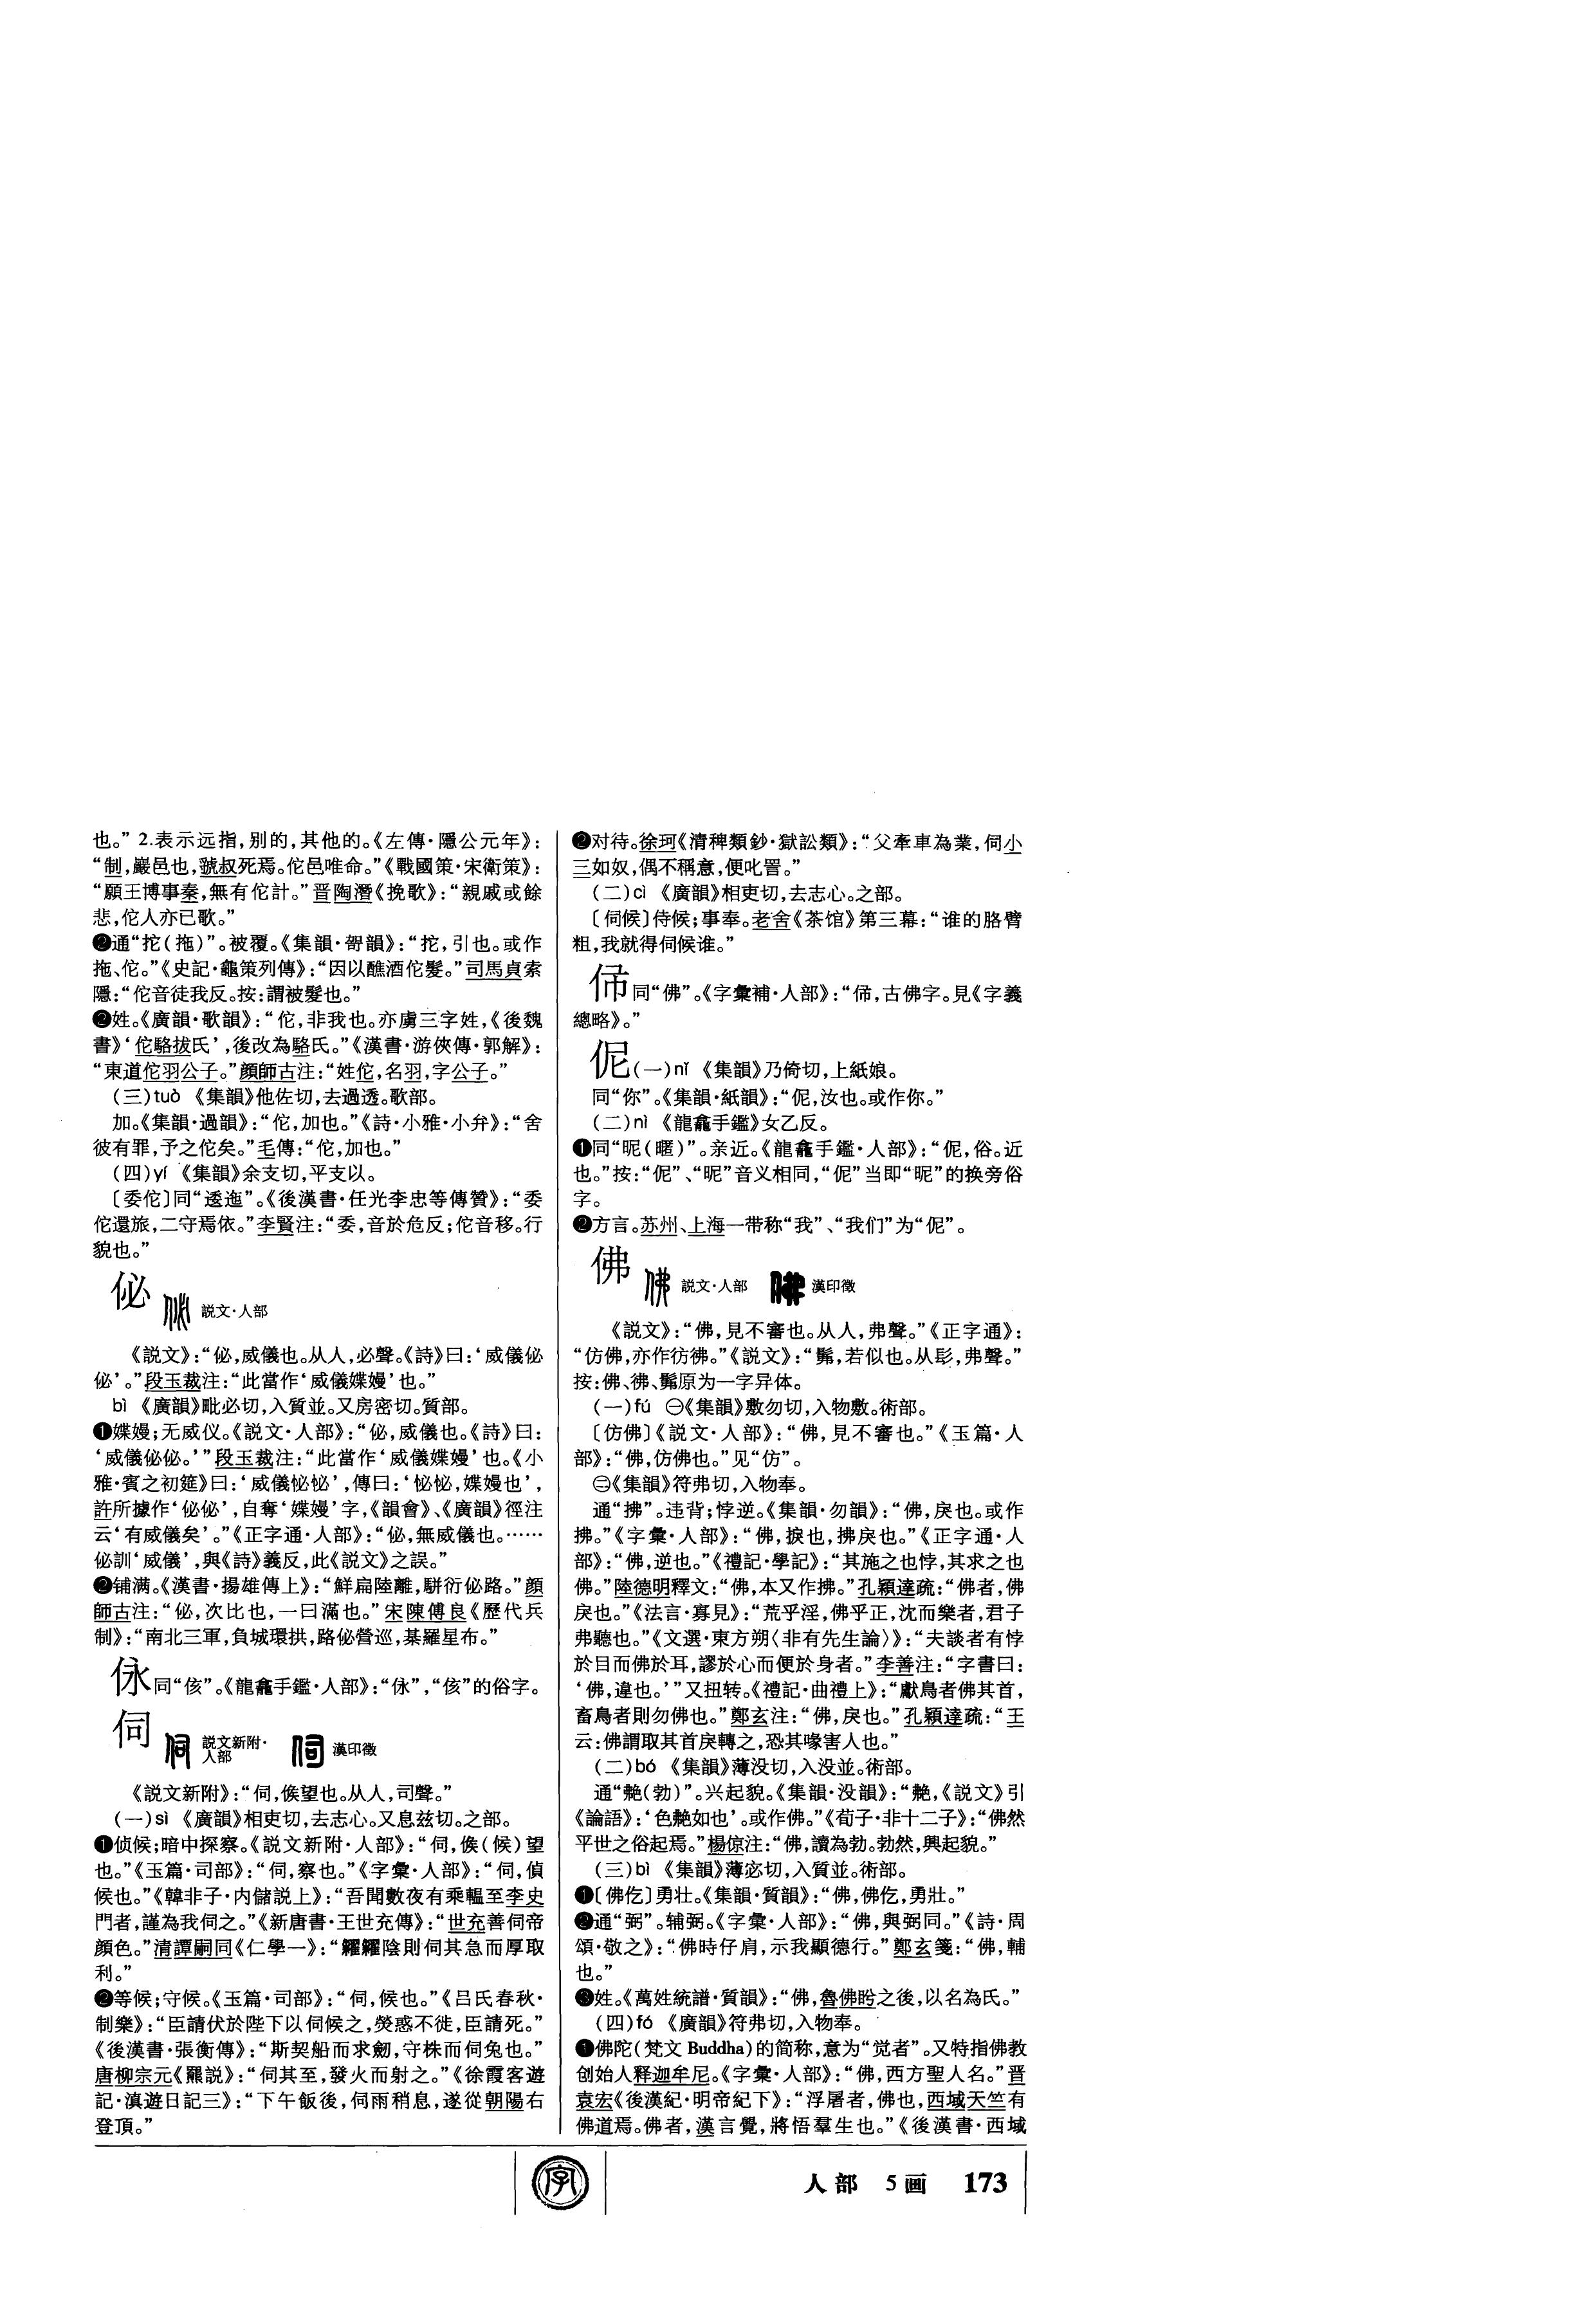 也。”2.表示远指,别的,其他的。《左傳·隱公元年》:
“制,巖邑也,虢叔死焉。佗邑唯命。”《戰國策·宋衛策》:
“願王博事秦,無有佗計。”晋陶潛《挽歌》:“親戚或餘
悲,佗人亦已歌。”
❷通“拕(拖)”。被覆。《集韻·哿韻》:“拕,引也。或作
拖、佗。”《史記·龜策列傳》:“因以醮酒佗髮。”司馬貞索
隱:“佗音徒我反。按:謂被髮也。”
❷姓。《廣韻·歌韻》:“佗,非我也。亦虜三字姓,《後魏
書》‘佗駱拔氏’,後改為駱氏。”《漢書·游俠傳·郭解》:
“東道佗羽公子。”顔師古注:“姓佗,名羽,字公子。”
(三)tuò 《集韻》他佐切,去過透。歌部。
加。《集韻·過韻》:“佗,加也。”《詩·小雅·小弁》:“舍
彼有罪,予之佗矣。”毛傳:“佗,加也。”
(四)yí 《集韻》余支切,平支以。
〔委佗〕同“逶迤”。《後漢書·任光李忠等傳贊》:“委
佗還旅,二守焉依。”李賢注:“委,音於危反;佗音移。行
貌也。”
佖 説文·人部
《説文》:“佖,威儀也。从人,必聲。《詩》曰:‘威儀佖
佖’。”段玉裁注:“此當作‘威儀媟嫚’也。”
bì 《廣韻》毗必切,入質並。又房密切。質部。
❶媟嫚;无威仪。《説文·人部》:“佖,威儀也。《詩》曰:
‘威儀佖佖。’”段玉裁注:“此當作‘威儀媟嫚’也。《小
雅·賓之初筵》曰:‘威儀怭怭’,傳曰:‘怭怭,媟嫚也’,
許所據作‘佖佖’,自奪‘媟嫚’字,《韻會》、《廣韻》徑注
云‘有威儀矣’。”《正字通·人部》:“佖,無威儀也。……
佖訓‘威儀’,與《詩》義反,此《説文》之誤。”
❷铺满。《漢書·揚雄傳上》:“鮮扁陸離,駢衍佖路。”顔
師古注:“佖,次比也,一曰滿也。”宋陳傅良《歷代兵
制》:“南北三軍,負城環拱,路佖營巡,棊羅星布。”
㑌同“侅”。《龍龕手鑑·人部》:“㑌”,“侅”的俗字。
伺 説文新附·人部 漢印徵
《説文新附》:“伺,候望也。从人,司聲。”
(一)sì 《廣韻》相吏切,去志心。又息兹切。之部。
❶侦候;暗中探察。《説文新附·人部》:“伺,𠋫(候)望
也。”《玉篇·司部》:“伺,察也。”《字彙·人部》:“伺,偵
候也。”《韓非子·内儲説上》:“吾聞數夜有乘轀至李史
門者,謹為我伺之。”《新唐書·王世充傳》:“世充善伺帝
顔色。”清譚嗣同《仁學一》:“糶糴陰則伺其急而厚取
利。”
❷等候;守候。《玉篇·司部》:“伺,候也。”《吕氏春秋·
制樂》:“臣請伏於陛下以伺候之,熒惑不徙,臣請死。”
《後漢書·張衡傳》:“斯契船而求劒,守株而伺兔也。”
唐柳宗元《羆説》:“伺其至,發火而射之。”《徐霞客遊
記·滇遊日記三》:“下午飯後,伺雨稍息,遂從朝陽右
登頂。”
❷对待。徐珂《清稗類鈔·獄訟類》:“父牽車為業,伺小
三如奴,偶不稱意,便叱詈。”
(二)cì 《廣韻》相吏切,去志心。之部。
〔伺候〕侍候;事奉。老舍《茶馆》第三幕:“谁的胳臂
粗,我就得伺候谁。”
同“佛”。《字彙補·人部》:“,古佛字。見《字義
總略》。”
伲(一)nǐ 《集韻》乃倚切,上紙娘。
同“你”。《集韻·紙韻》:“伲,汝也。或作你。”
(二)nì 《龍龕手鑑》女乙反。
❶同“昵(暱)”。亲近。《龍龕手鑑·人部》:“伲,俗。近
也。”按:“伲”、“昵”音义相同,“伲”当即“昵”的换旁俗
字。
❷方言。苏州、上海一带称“我”、“我们”为“伲”。
佛 説文·人部 漢印徵
《説文》:“佛,見不審也。从人,弗聲。”《正字通》:
“仿佛,亦作彷彿。”《説文》:“髴,若似也。从髟,弗聲。”
按:佛、彿、髴原为一字异体。
(一)fú ㊀《集韻》敷勿切,入物敷。術部。
〔仿佛〕《説文·人部》:“佛,見不審也。”《玉篇·人
部》:“佛,仿佛也。”见“仿”。
㊁《集韻》符弗切,入物奉。
通“拂”。违背;悖逆。《集韻·勿韻》:“佛,戾也。或作
拂。”《字彙·人部》:“佛,捩也,拂戾也。”《正字通·人
部》:“佛,逆也。”《禮記·學記》:“其施之也悖,其求之也
佛。”陸德明釋文:“佛,本又作拂。”孔穎達疏:“佛者,佛
戾也。”《法言·寡見》:“荒乎淫,佛乎正,沈而樂者,君子
弗聽也。”《文選·東方朔〈非有先生論〉》:“夫談者有悖
於目而佛於耳,謬於心而便於身者。”李善注:“字書曰:
‘佛,違也。’”又扭转。《禮記·曲禮上》:“獻鳥者佛其首,
畜鳥者則勿佛也。”鄭玄注:“佛,戾也。”孔穎達疏:“王
云:佛謂取其首戾轉之,恐其喙害人也。”
(二)bó 《集韻》薄没切,入没並。術部。
通“艴(勃)”。兴起貌。《集韻·没韻》:“艴,《説文》引
《論語》:‘色艴如也’。或作佛。”《荀子·非十二子》:“佛然
平世之俗起焉。”楊倞注:“佛,讀為勃。勃然,興起貌。”
(三)bì 《集韻》薄宓切,入質並。術部。
❶〔佛仡〕勇壮。《集韻·質韻》:“佛,佛仡,勇壯。”
❷通“弼”。辅弼。《字彙·人部》:“佛,與弼同。”《詩·周
頌·敬之》:“佛時仔肩,示我顯德行。”鄭玄箋:“佛,輔
也。”
❸姓。《萬姓統譜·質韻》:“佛,魯佛肹之後,以名為氏。”
(四)fó 《廣韻》符弗切,入物奉。
❶佛陀(梵文 Buddha)的简称,意为“觉者”。又特指佛教
创始人释迦牟尼。《字彙·人部》:“佛,西方聖人名。”晋
袁宏《後漢紀·明帝紀下》:“浮屠者,佛也,西域天竺有
佛道焉。佛者,漢言覺,將悟羣生也。”《後漢書·西域
字 人部 5画 173